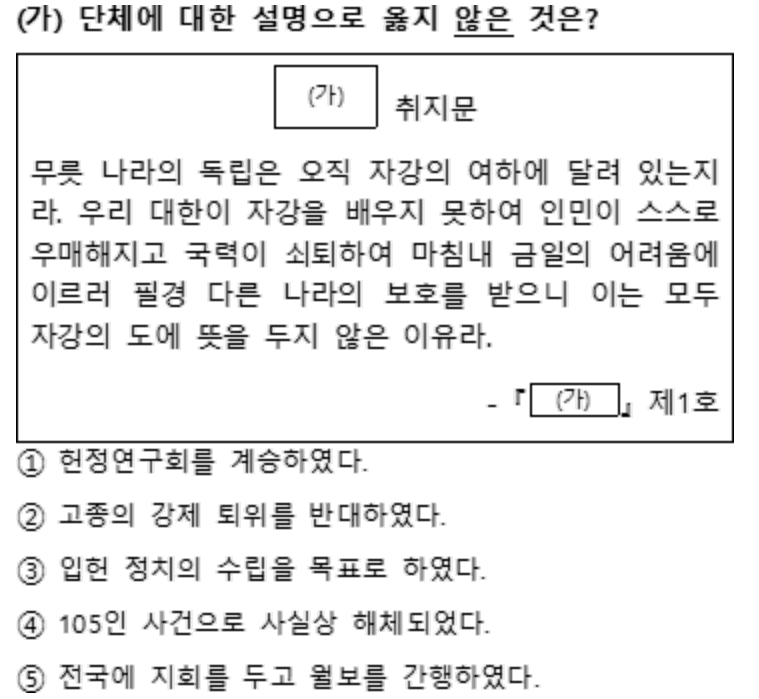 (가) 단체에 대한 설명으로 옳지 않은 것은?
(가) 취지문
무릇 나라의 독립은 오직 자강의 여하에 달려 있는지
라. 우리 대한이 자강을 배우지 못하여 인민이 스스로
우매해지고 국력이 쇠퇴하여 마침내 금일의 어려움에
이르러 필경 다른 나라의 보호를 받으니 이는 모두
자강의 도에 뜻을 두지 않은 이유라.
-『(가)』제1호
① 헌정연구회를 계승하였다.
② 고종의 강제 퇴위를 반대하였다.
③ 입헌 정치의 수립을 목표로 하였다.
④ 105인 사건으로 사실상 해체되었다.
⑤ 전국에 지회를 두고 월보를 간행하였다.